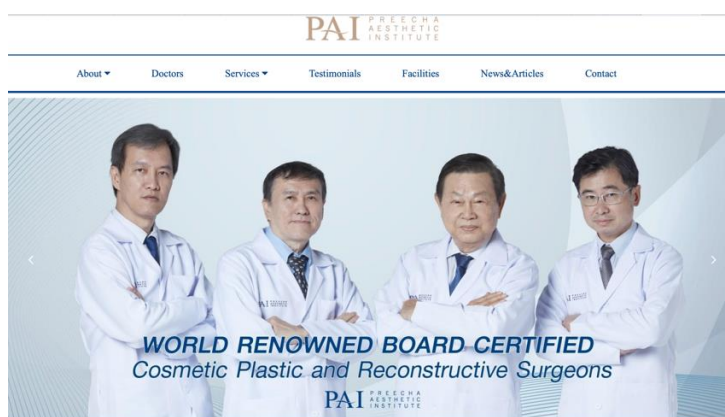 PAI PREECHA
AESTHETIC
INSTITUTE
About Doctors Services Testimonials Facilities News&Articles Contact
WORLD RENOWNED BOARD CERTIFIED
Cosmetic Plastic and Reconstructive Surgeons
PAI PREECHA
AESTHETIC
INSTITUTE